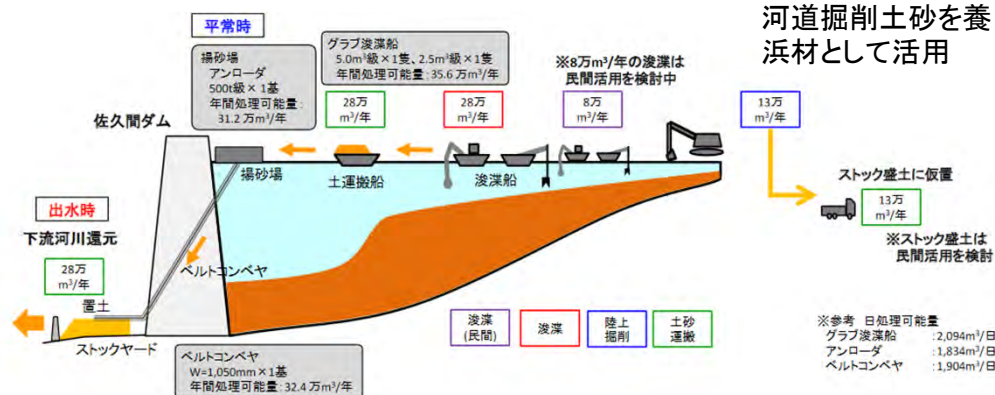 河道掘削土砂を養
浜材として活用
平常時
揚砂場
アンローダ
500t級×1基
年間処理可能量:
31.2万m³/年
グラブ浚渫船
5.0m³級×1隻、2.5m³級×1隻
年間処理可能量:35.6万m³/年
※8万m³/年の浚渫は
民間活用を検討中
28万
m³/年
28万
m³/年
8万
m³/年
13万
m³/年
佐久間ダム
揚砂場
土運搬船
浚渫船
ストック盛土に仮置
13万
m³/年
※ストック盛土は
民間活用を検討
出水時
下流河川還元
28万
m³/年
置土
ベルトコンベヤ
ストックヤード
浚渫
(民間)
浚渫
陸上
掘削
土砂
運搬
ベルトコンベヤ
W=1,050mm×1基
年間処理可能量:32.4万m³/年
※参考 日処理可能量
グラブ浚渫船 :2,094m³/日
アンローダ :1,834m³/日
ベルトコンベヤ :1,904m³/日